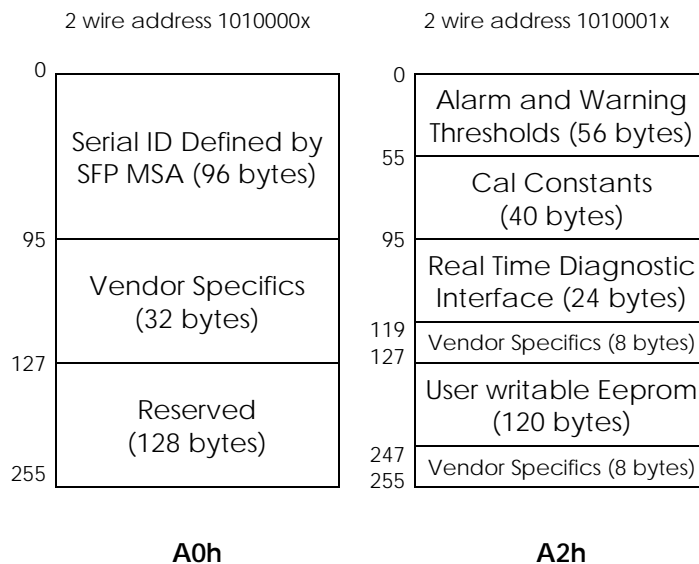 2 wire address 1010000x
0
Serial ID Defined by
SFP MSA (96 bytes)
95
Vendor Specifics
(32 bytes)
127
Reserved
(128 bytes)
255
A0h
2 wire address 1010001x
0
Alarm and Warning
Thresholds (56 bytes)
55
Cal Constants
(40 bytes)
95
Real Time Diagnostic
Interface (24 bytes)
119
Vendor Specifics (8 bytes)
127
User writable Eeprom
(120 bytes)
247
Vendor Specifics (8 bytes)
255
A2h